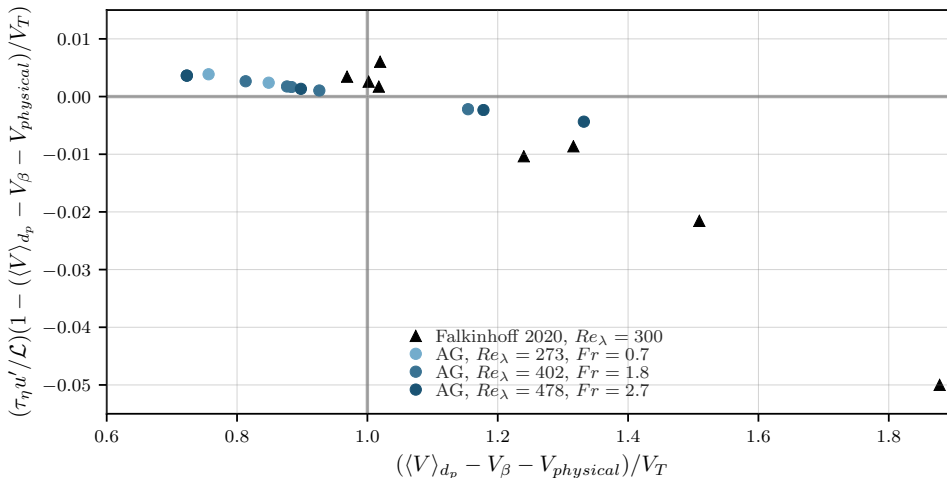 (τ_η u′/ℒ)(1 − (⟨V⟩_{d_p} − V_β − V_{physical})/V_T)
0.01
0.00
−0.01
−0.02
−0.03
−0.04
−0.05
Falkinhoff 2020, Re_λ = 300
AG, Re_λ = 273, Fr = 0.7
AG, Re_λ = 402, Fr = 1.8
AG, Re_λ = 478, Fr = 2.7
0.6 0.8 1.0 1.2 1.4 1.6 1.8
(⟨V⟩_{d_p} − V_β − V_{physical})/V_T